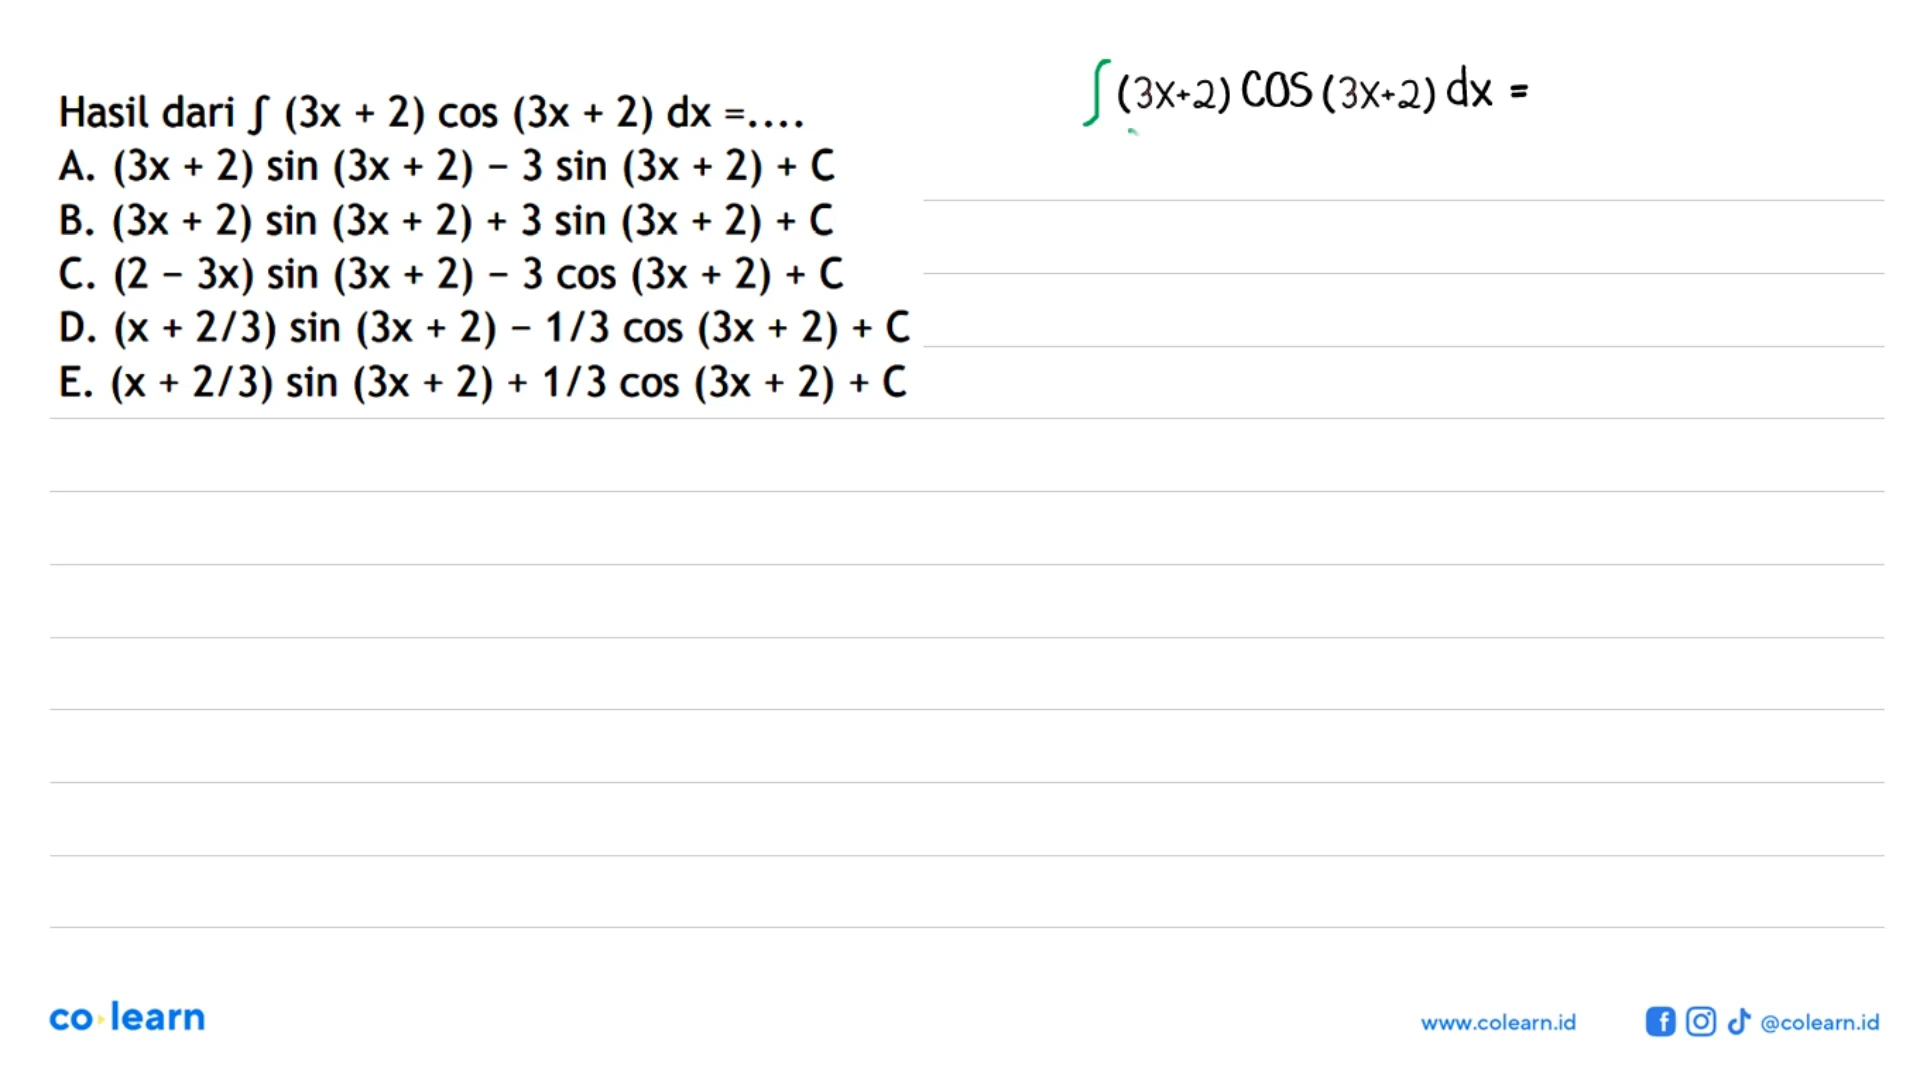 Hasil dari ∫ (3x + 2) cos (3x + 2) dx =....
A. (3x + 2) sin (3x + 2) − 3 sin (3x + 2) + C
B. (3x + 2) sin (3x + 2) + 3 sin (3x + 2) + C
C. (2 − 3x) sin (3x + 2) − 3 cos (3x + 2) + C
D. (x + 2/3) sin (3x + 2) − 1/3 cos (3x + 2) + C
E. (x + 2/3) sin (3x + 2) + 1/3 cos (3x + 2) + C
∫(3x+2) cos (3x+2) dx =
co learn
www.colearn.id
@colearn.id